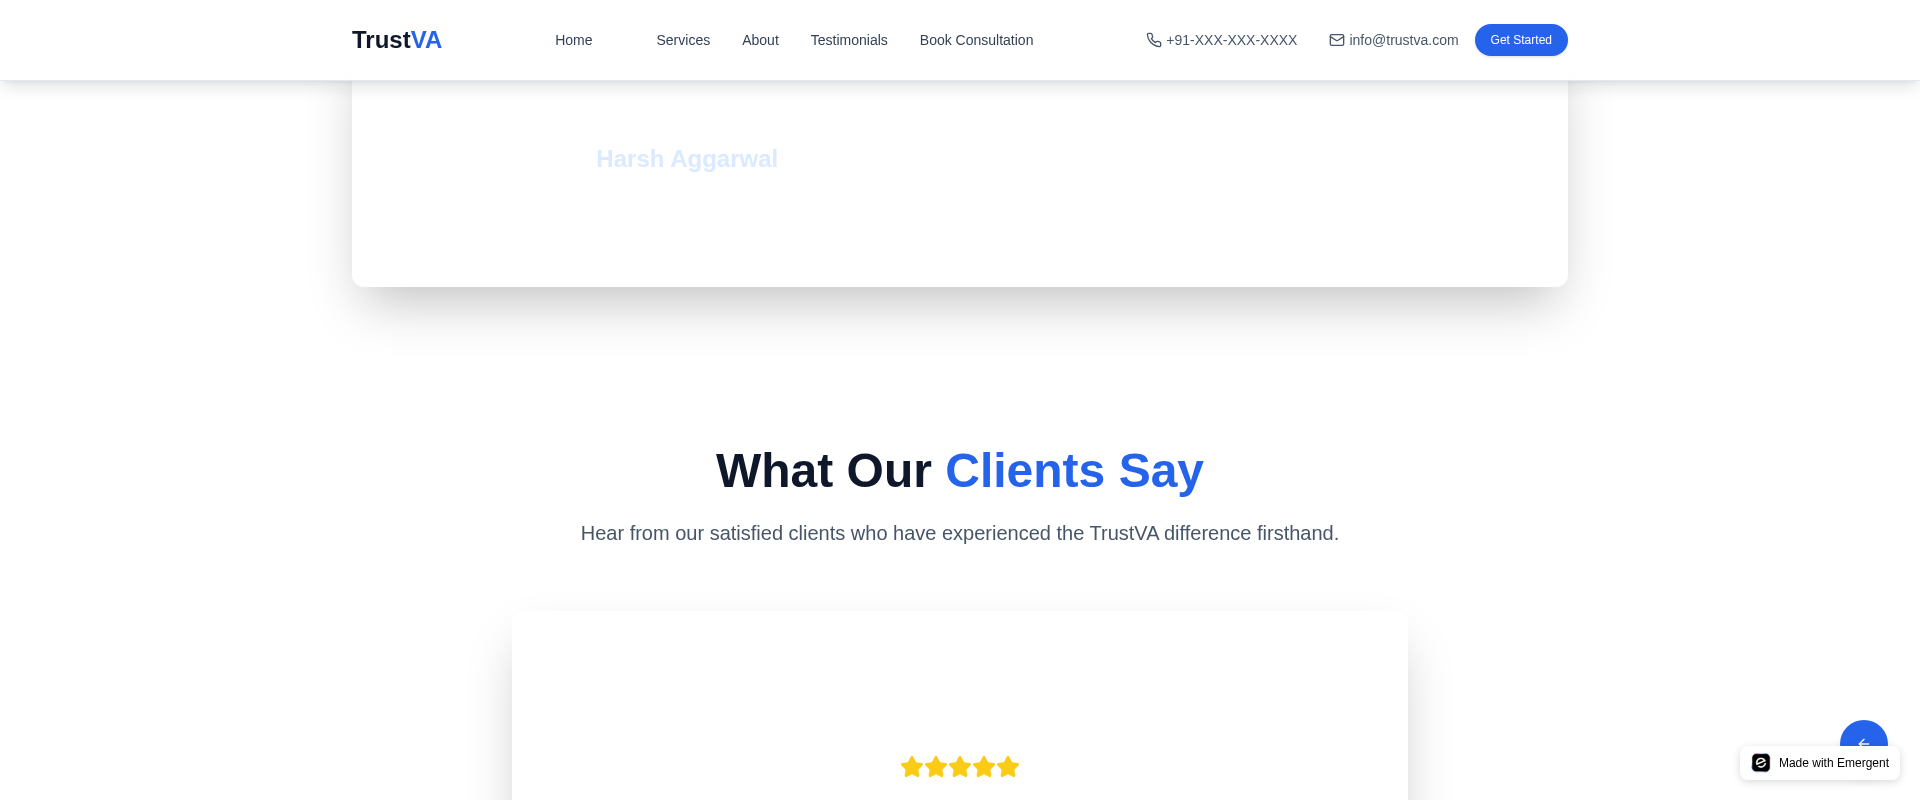 TrustVA
Home
Services
About
Testimonials
Book Consultation
+91-XXX-XXX-XXXX
info@trustva.com
Get Started
Harsh Aggarwal
What Our Clients Say
Hear from our satisfied clients who have experienced the TrustVA difference firsthand.
Made with Emergent